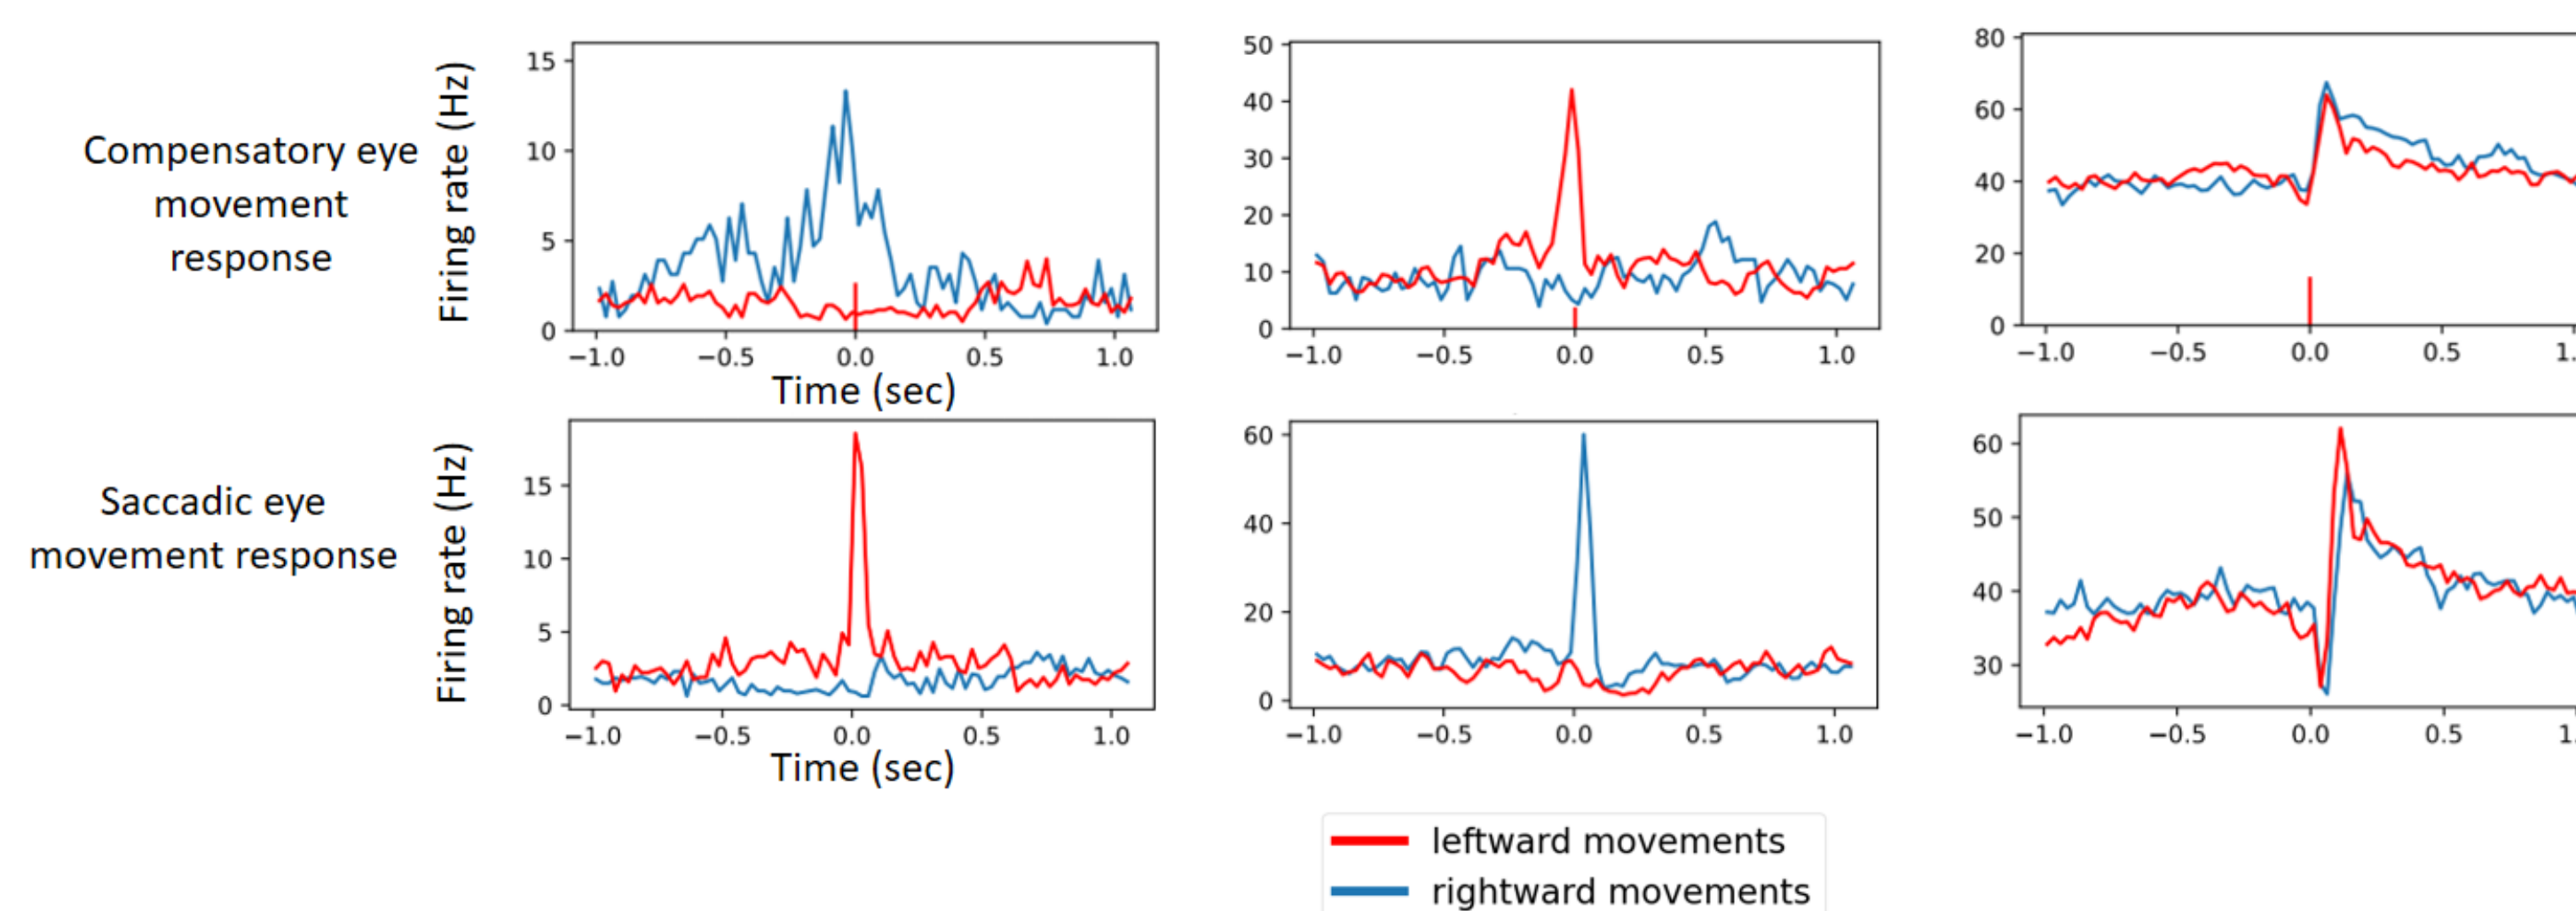 Compensatory eye
movement
response
Firing rate (Hz)
15
10
5
0
−1.0 −0.5 0.0 0.5 1.0
Time (sec)
50
40
30
20
10
0
−1.0 −0.5 0.0 0.5 1.0
80
60
40
20
0
−1.0 −0.5 0.0 0.5 1.
Saccadic eye
movement response
Firing rate (Hz)
15
10
5
0
−1.0 −0.5 0.0 0.5 1.0
Time (sec)
60
40
20
0
−1.0 −0.5 0.0 0.5 1.0
60
50
40
30
−1.0 −0.5 0.0 0.5 1.
leftward movements
rightward movements